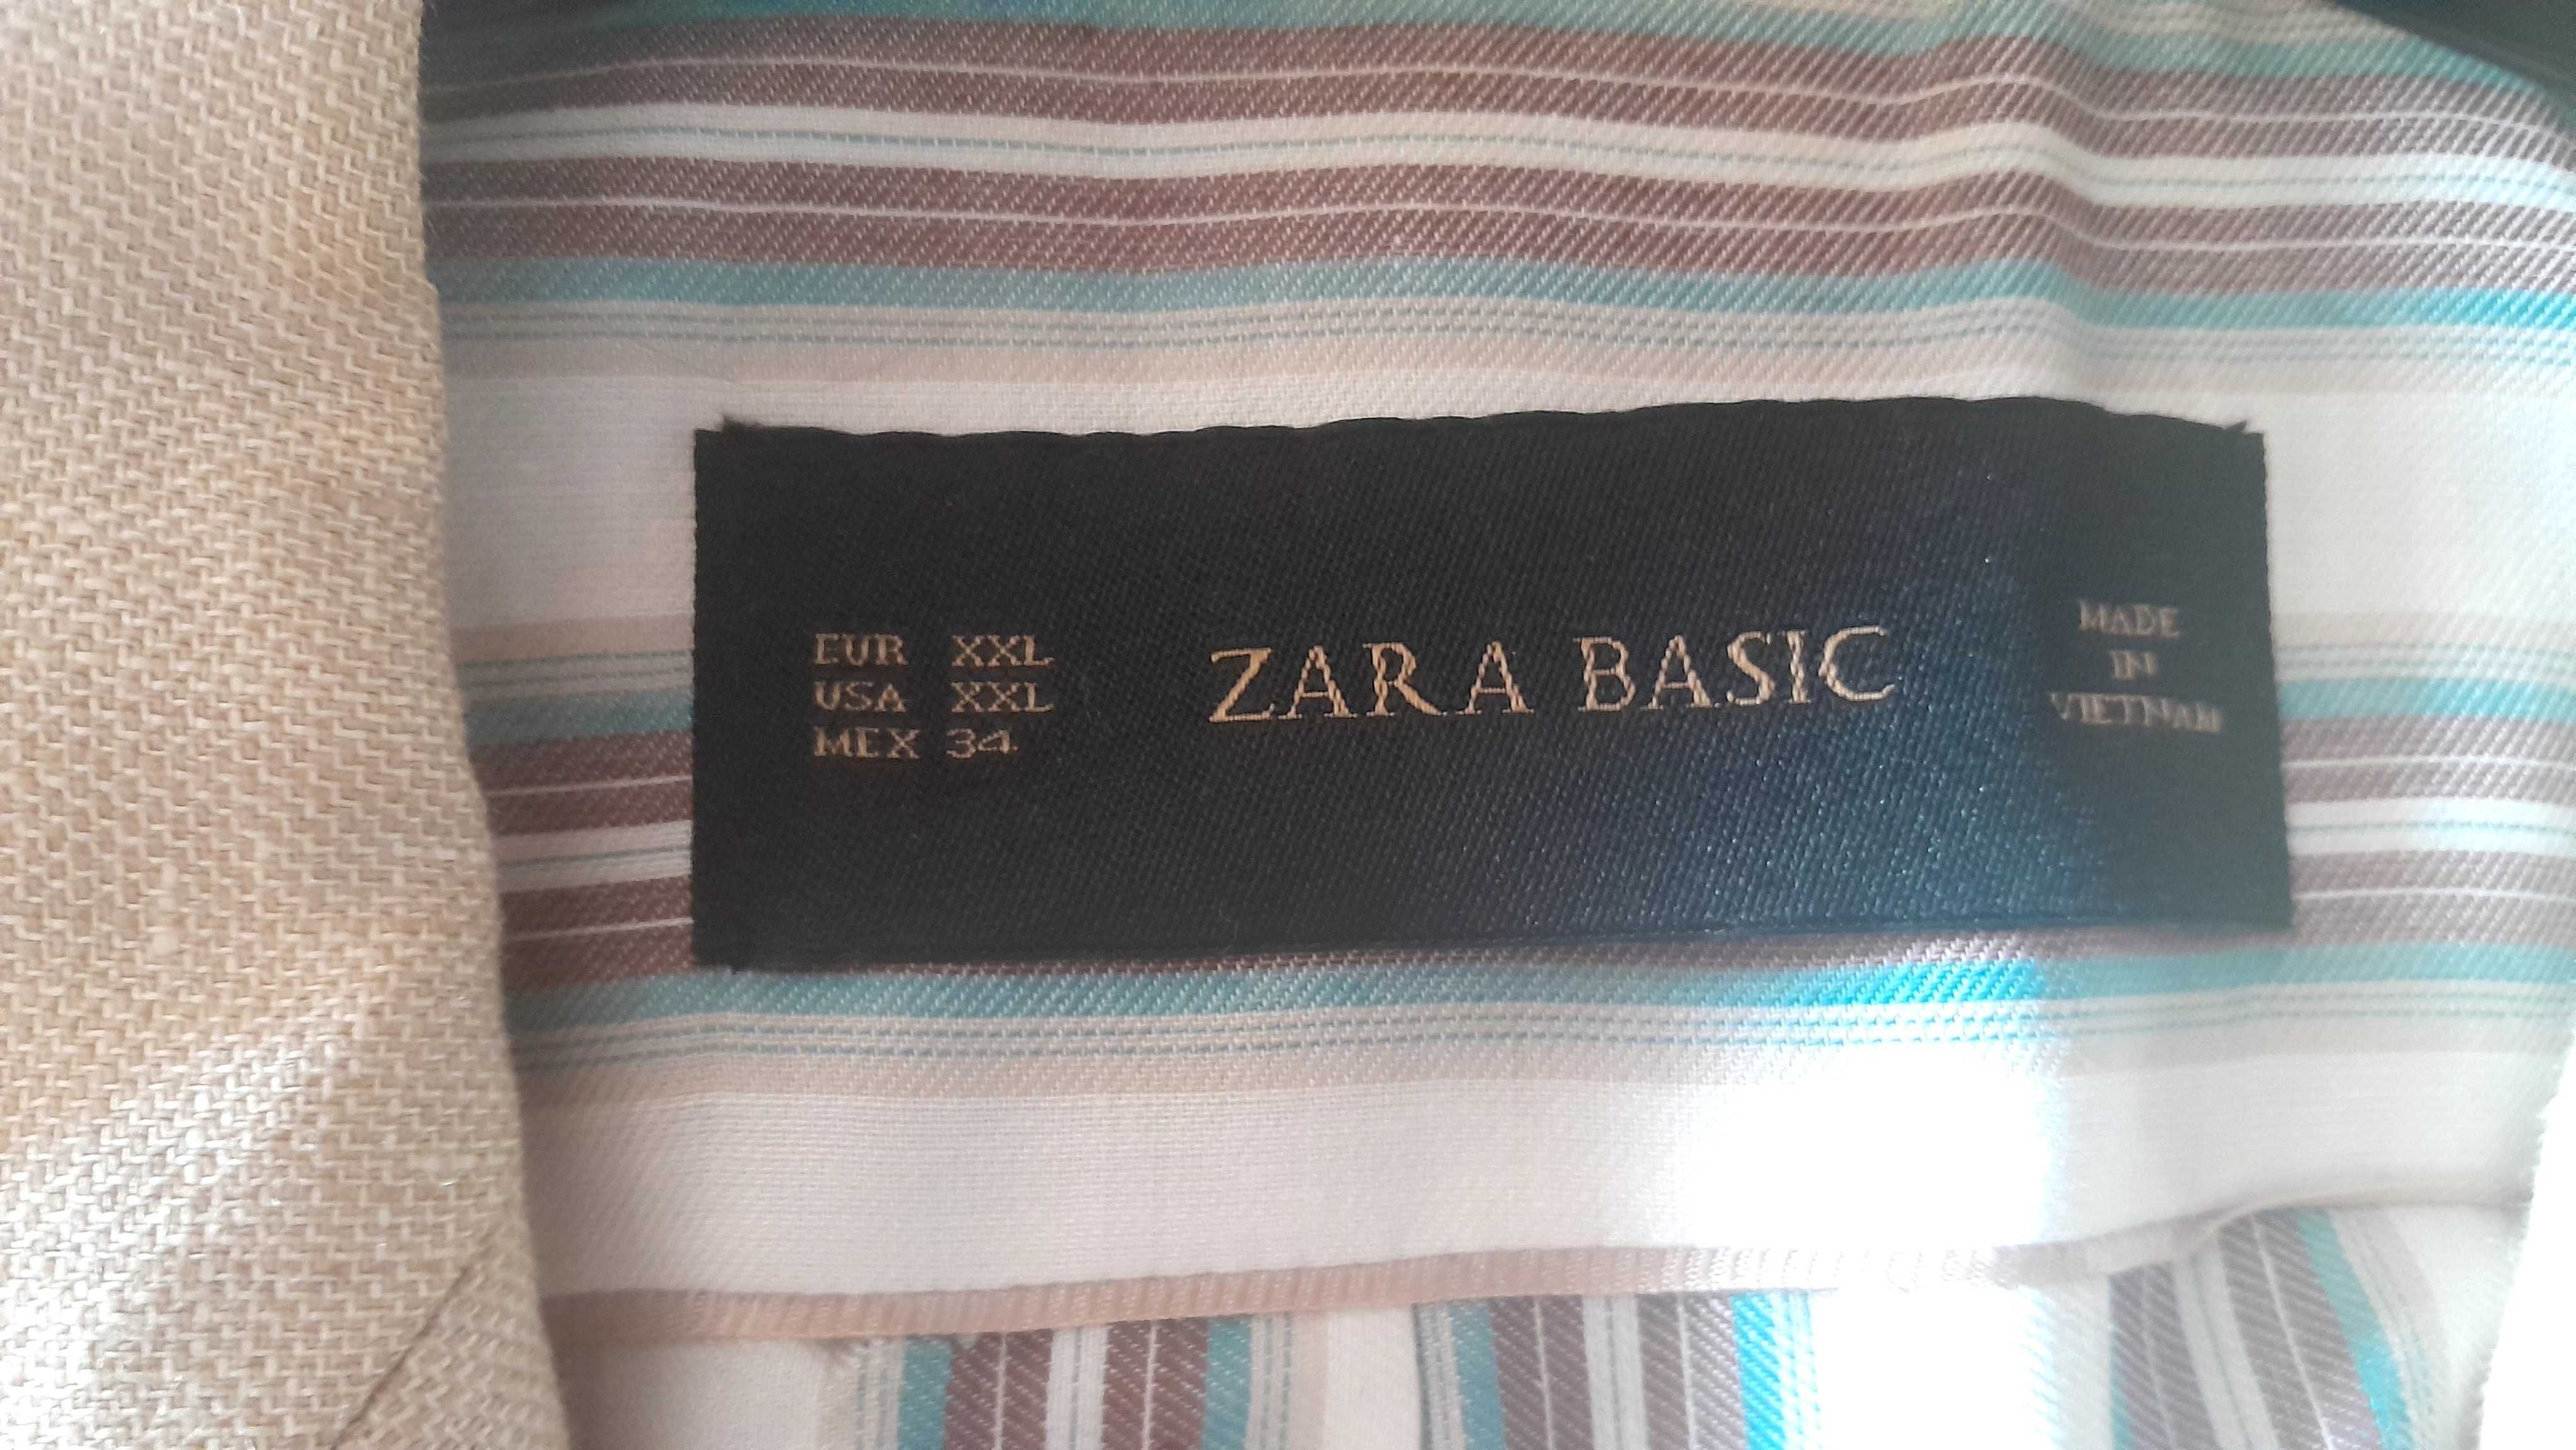 EUR XXL
USA XXL
MEX 34
ZARA BASIC
MADE
IN
VIETNAM